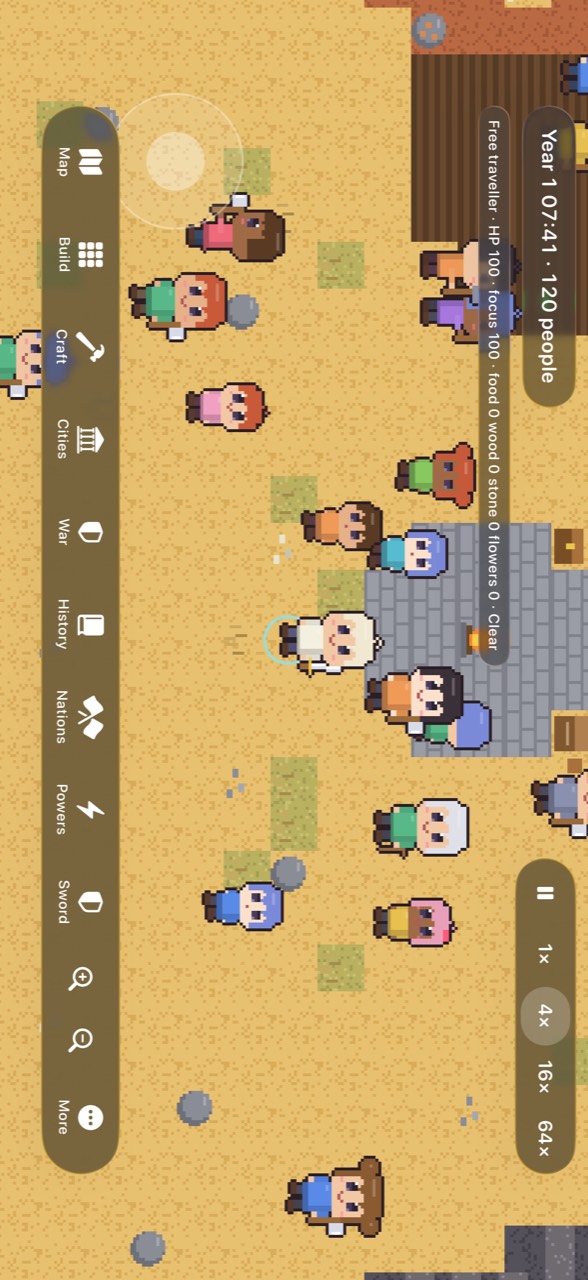 Year 1 07:41 · 120 people
1×
4×
16×
64×
Free traveller · HP 100 · focus 100 · food 0 wood 0 stone 0 flowers 0 · Clear
Map
Build
Craft
Cities
War
History
Nations
Powers
Sword
More